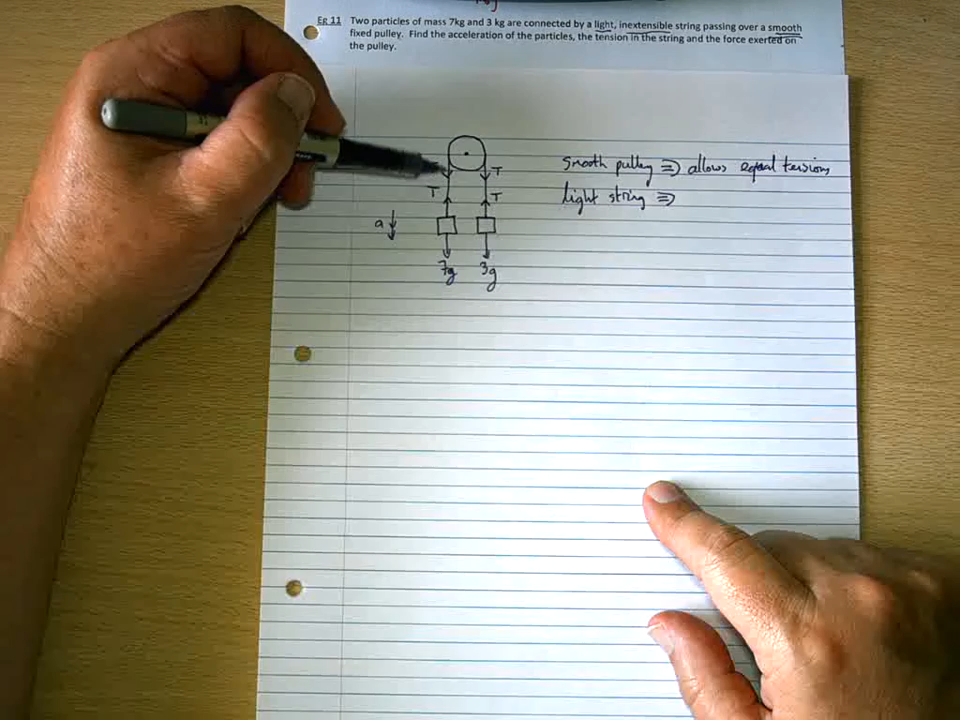 Eg 11 Two particles of mass 7kg and 3 kg are connected by a light, inextensible string passing over a smooth
fixed pulley. Find the acceleration of the particles, the tension in the string and the force exerted on
the pulley.
Smooth pulley ⇒ allows equal tensions
light string ⇒
T
T
T
a
7g 3g